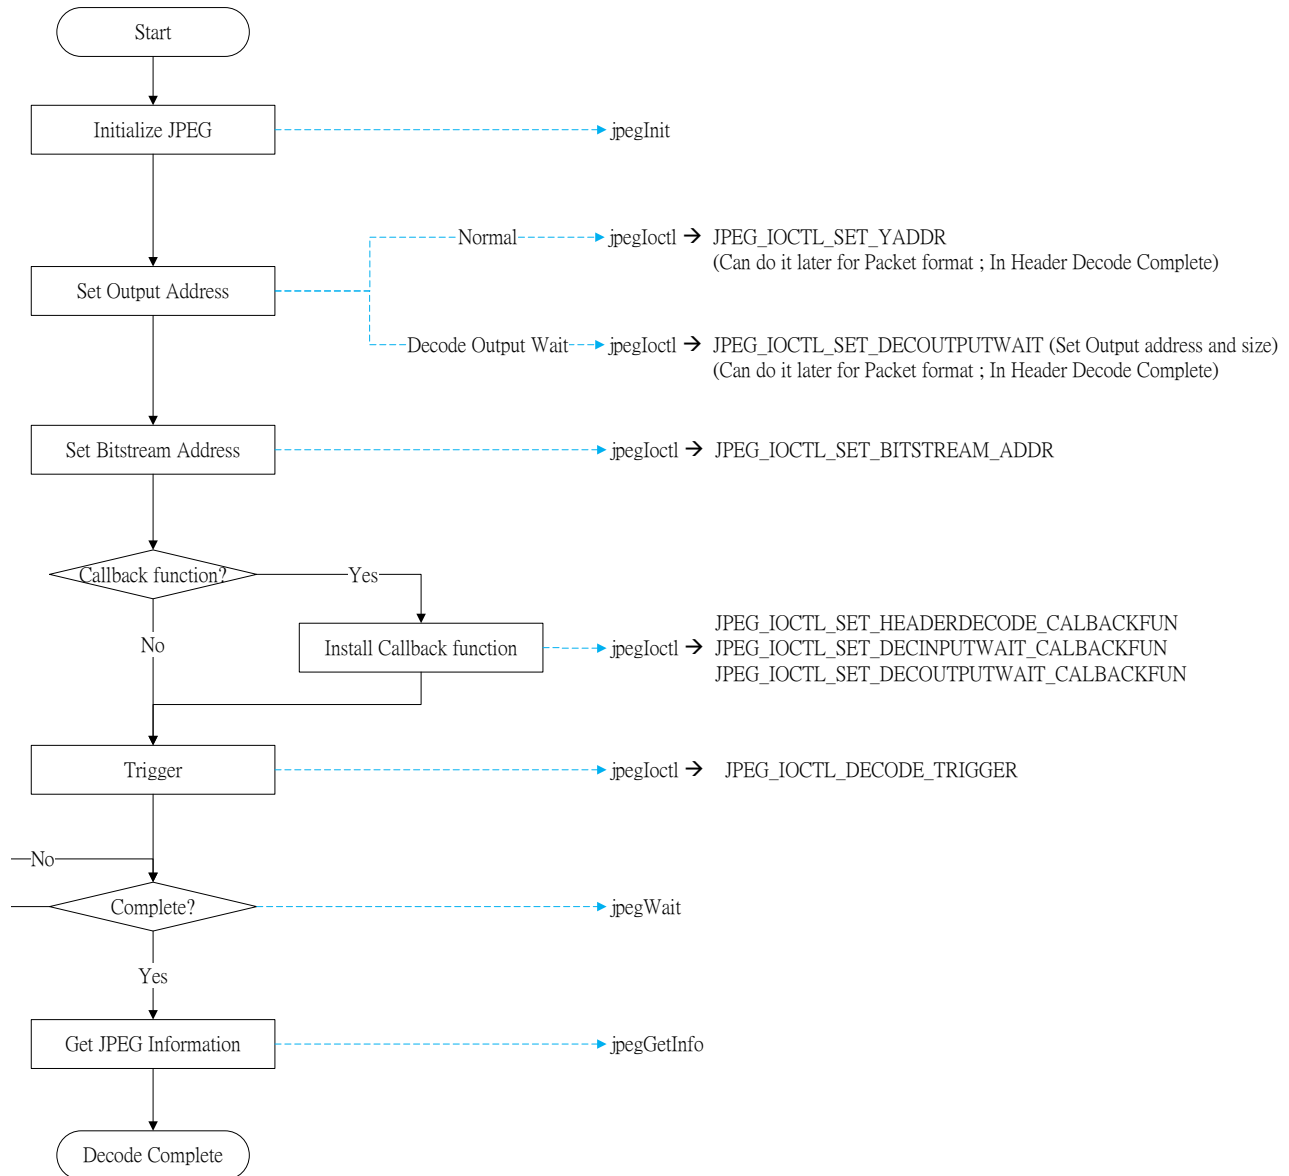 Start
Initialize JPEG
jpegInit
Normal
jpegIoctl → JPEG_IOCTL_SET_YADDR
(Can do it later for Packet format ; In Header Decode Complete)
Set Output Address
Decode Output Wait
jpegIoctl → JPEG_IOCTL_SET_DECOUTPUTWAIT (Set Output address and size)
(Can do it later for Packet format ; In Header Decode Complete)
Set Bitstream Address
jpegIoctl → JPEG_IOCTL_SET_BITSTREAM_ADDR
Callback function?
Yes
No
Install Callback function
JPEG_IOCTL_SET_HEADERDECODE_CALBACKFUN
jpegIoctl → JPEG_IOCTL_SET_DECINPUTWAIT_CALBACKFUN
JPEG_IOCTL_SET_DECOUTPUTWAIT_CALBACKFUN
Trigger
jpegIoctl → JPEG_IOCTL_DECODE_TRIGGER
No
Complete?
jpegWait
Yes
Get JPEG Information
jpegGetInfo
Decode Complete